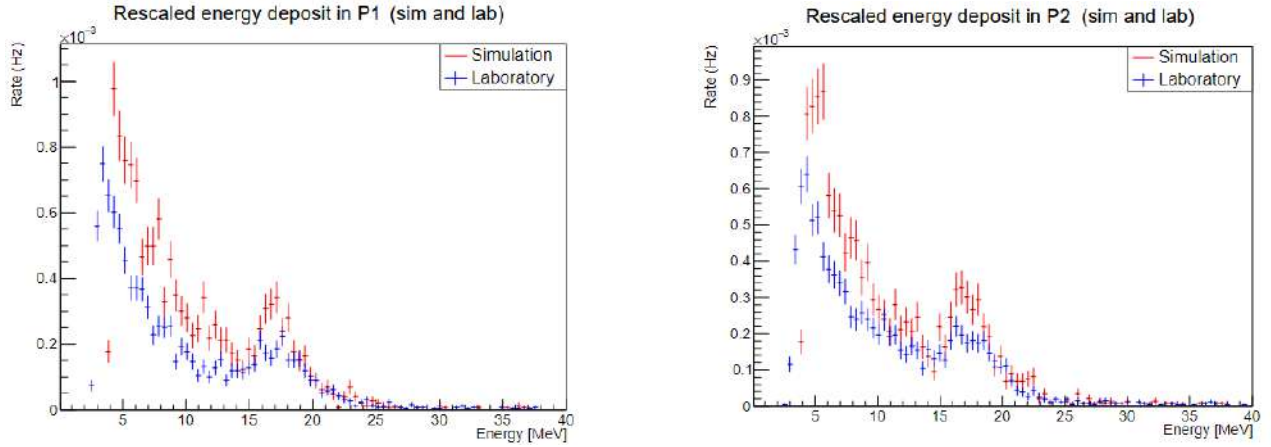 Rescaled energy deposit in P1 (sim and lab)
×10⁻³
Rate (Hz)
Simulation
Laboratory
1
0.8
0.6
0.4
0.2
0
5 10 15 20 25 30 35 40
Energy [MeV]
Rescaled energy deposit in P2 (sim and lab)
×10⁻³
Rate (Hz)
Simulation
Laboratory
0.9
0.8
0.7
0.6
0.5
0.4
0.3
0.2
0.1
0
5 10 15 20 25 30 35 40
Energy [MeV]